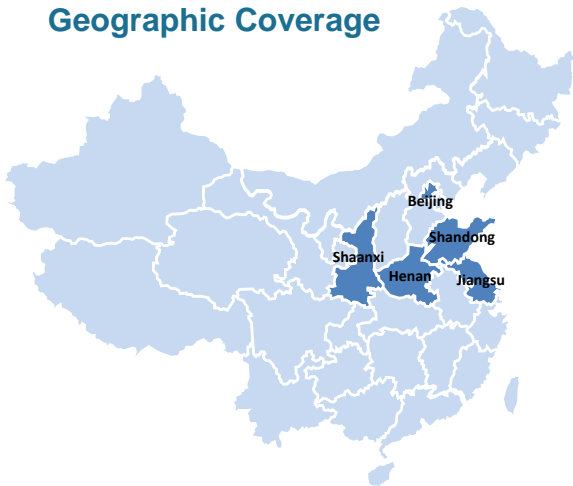 Geographic Coverage
Beijing
Shandong
Shaanxi
Henan
Jiangsu